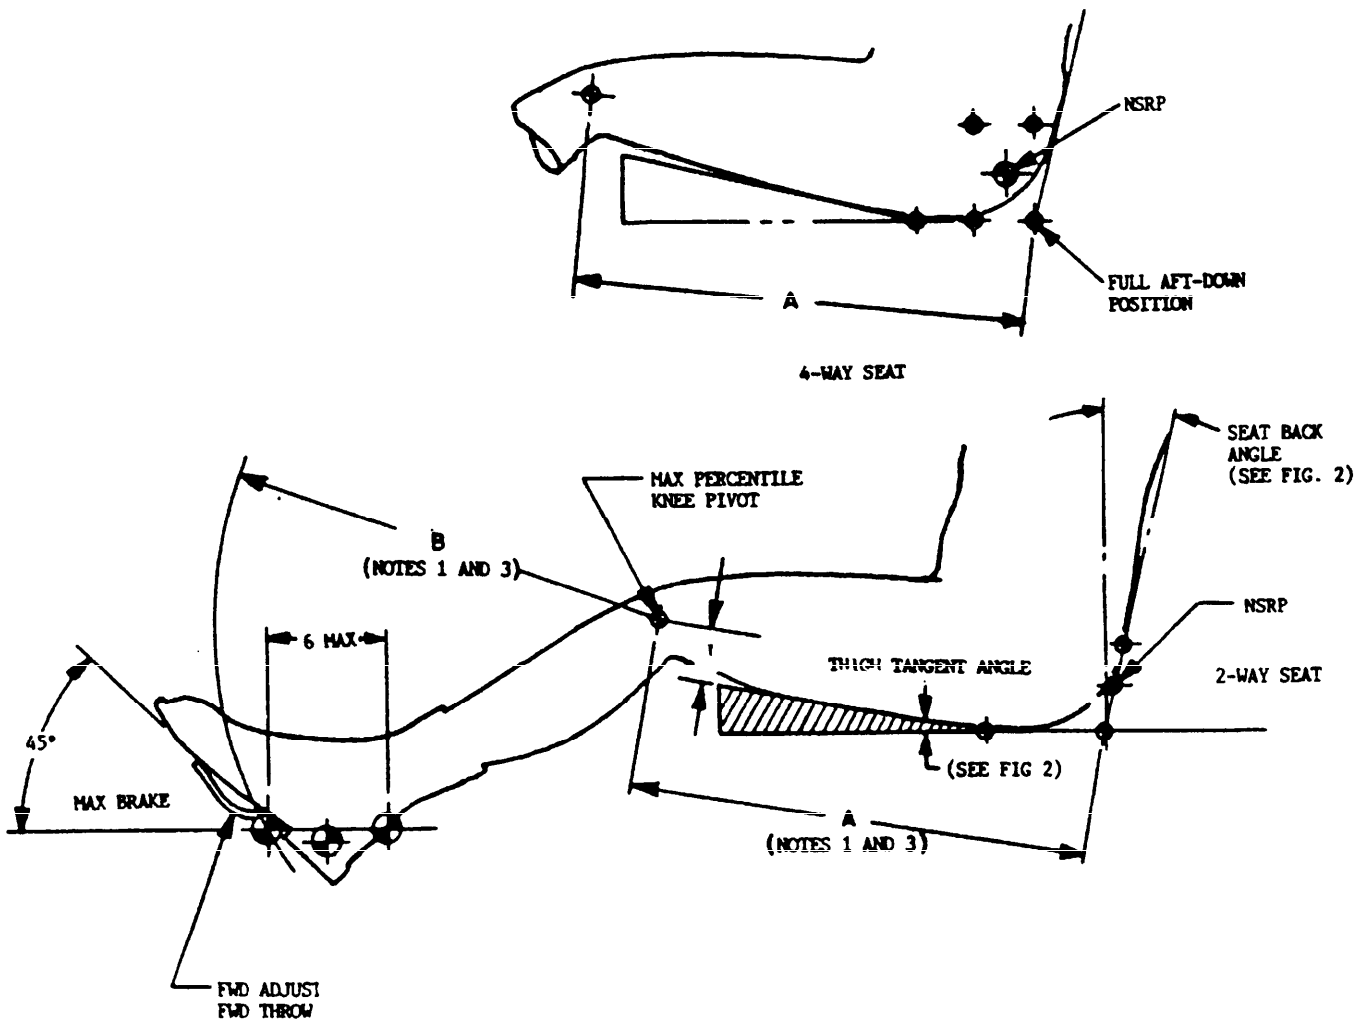 NSRP
FULL AFT-DOWN
POSITION
A
4-WAY SEAT
SEAT BACK
ANGLE
(SEE FIG. 2)
MAX PERCENTILE
KNEE PIVOT
B
(NOTES 1 AND 3)
6 MAX
THIGH TANGENT ANGLE
NSRP
2-WAY SEAT
45°
MAX BRAKE
(SEE FIG 2)
A
(NOTES 1 AND 3)
FWD ADJUST
FWD THROW